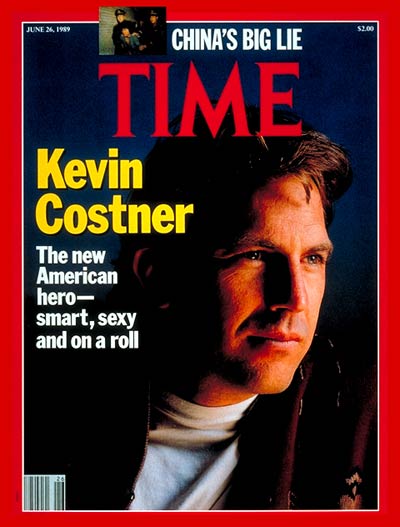 CHINA'S BIG LIE
JUNE 26, 1989
$2.00
TIME
Kevin
Costner
The new
American
hero—
smart, sexy
and on a roll
26